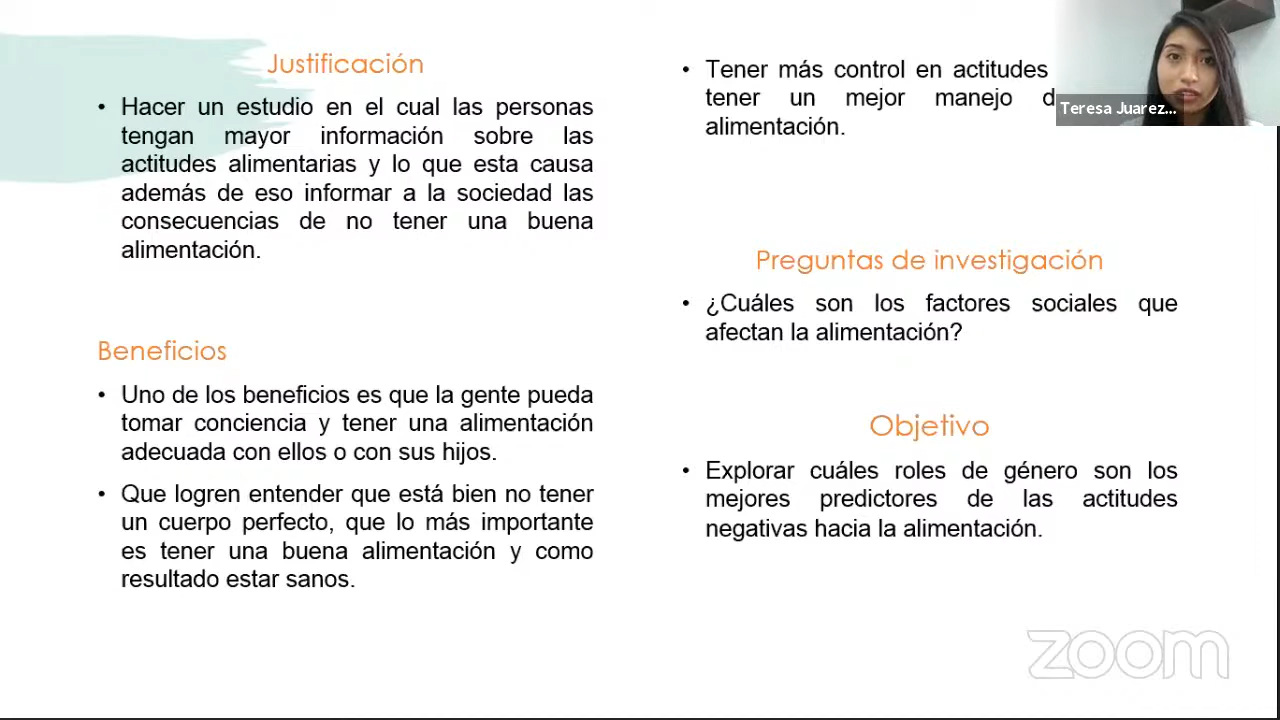 Justificación
• Hacer un estudio en el cual las personas
tengan mayor información sobre las
actitudes alimentarias y lo que esta causa
además de eso informar a la sociedad las
consecuencias de no tener una buena
alimentación.
Beneficios
• Uno de los beneficios es que la gente pueda
tomar conciencia y tener una alimentación
adecuada con ellos o con sus hijos.
• Que logren entender que está bien no tener
un cuerpo perfecto, que lo más importante
es tener una buena alimentación y como
resultado estar sanos.
• Tener más control en actitudes
tener un mejor manejo
alimentación.
Preguntas de investigación
• ¿Cuáles son los factores sociales que
afectan la alimentación?
Objetivo
• Explorar cuáles roles de género son los
mejores predictores de las actitudes
negativas hacia la alimentación.
Teresa Juarez...
zoom